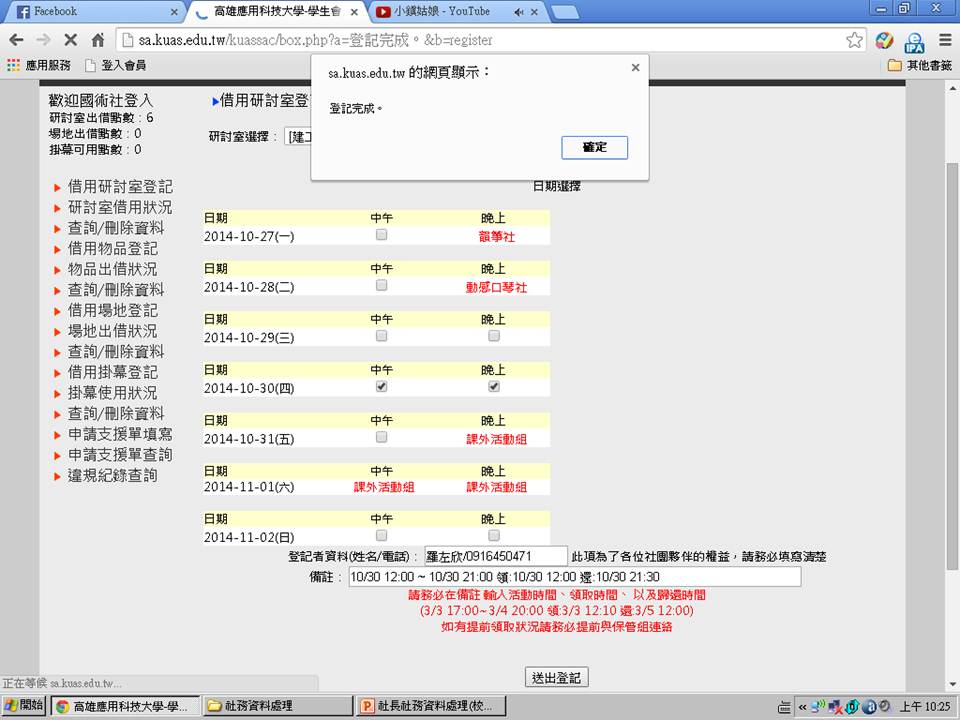 Facebook
高雄應用科技大學-學生會
小鎮姑娘 - YouTube
sa.kuas.edu.tw/kuassac/box.php?a=登記完成。&b=register
應用服務
登入會員
其他書籤
sa.kuas.edu.tw 的網頁顯示：
登記完成。
確定
歡迎國術社登入
研討室出借點數：6
場地出借點數：0
掛幕可用點數：0
借用研討室登記
研討室借用狀況
查詢/刪除資料
借用物品登記
物品出借狀況
查詢/刪除資料
借用場地登記
場地出借狀況
查詢/刪除資料
借用掛幕登記
掛幕使用狀況
查詢/刪除資料
申請支援單填寫
申請支援單查詢
違規紀錄查詢
借用研討室登
研討室選擇： [建工
日期選擇
日期 中午 晚上
2014-10-27(一) 韻箏社
日期 中午 晚上
2014-10-28(二) 動感口琴社
日期 中午 晚上
2014-10-29(三)
日期 中午 晚上
2014-10-30(四)
日期 中午 晚上
2014-10-31(五) 課外活動組
日期 中午 晚上
2014-11-01(六) 課外活動組 課外活動組
日期 中午 晚上
2014-11-02(日)
登記者資料(姓名/電話)： 羅左欣/0916450471 此項為了各位社團夥伴的權益，請務必填寫清楚
備註： 10/30 12:00 ~ 10/30 21:00 領:10/30 12:00 還:10/30 21:30
請務必在備註 輸入活動時間、領取時間、 以及歸還時間
(3/3 17:00~3/4 20:00 領:3/3 12:10 還:3/5 12:00)
如有提前領取狀況請務必提前與保管組連絡
送出登記
正在等候 sa.kuas.edu.tw...
開始
高雄應用科技大學-學...
社務資料處理
社長社務資料處理(校...
上午 10:25